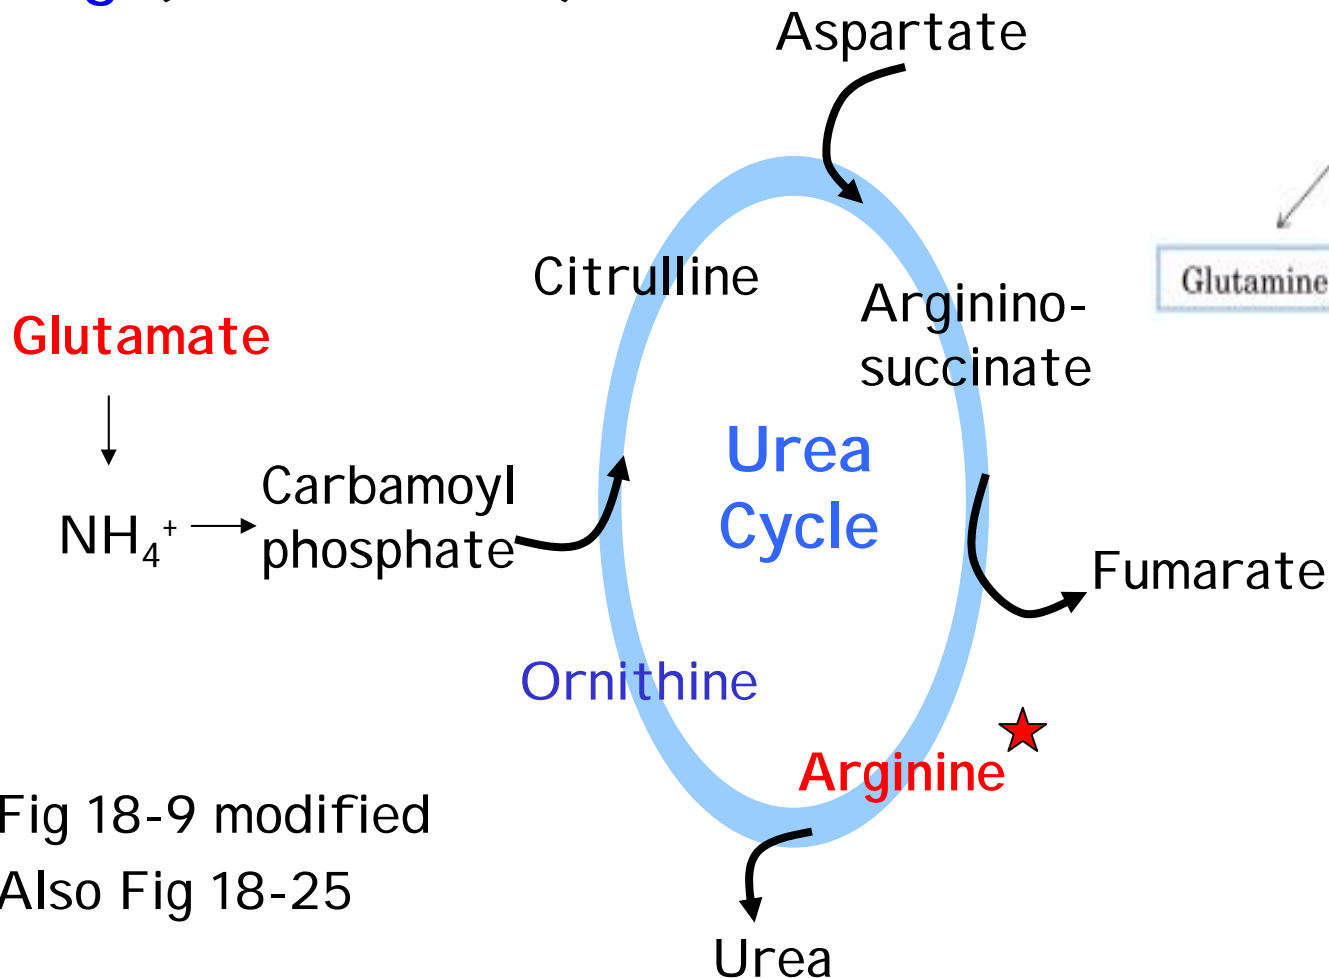 Aspartate
Citrulline
Arginino-
succinate
Glutamine
Glutamate
Urea
Cycle
Carbamoyl
phosphate
NH₄⁺
Fumarate
Ornithine
Arginine
Fig 18-9 modified
Also Fig 18-25
Urea